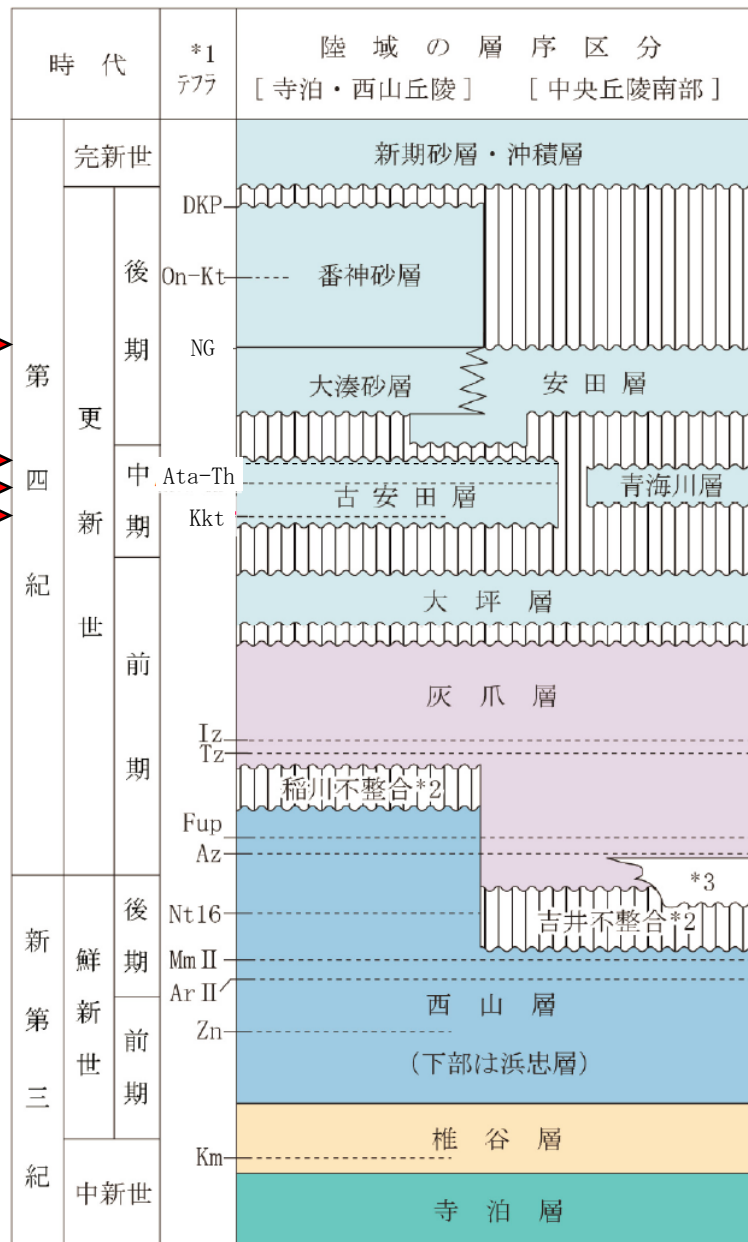 時代
*1
テフラ
陸域の層序区分
[寺泊・西山丘陵] [中央丘陵南部]
第四紀
新第三紀
完新世
更新世
後期
中期
前期
鮮新世
後期
前期
中新世
DKP
On-Kt
NG
Ata-Th
Kkt
Iz
Tz
Fup
Az
Nt16
MmⅡ
ArⅡ
Zn
Km
新期砂層・沖積層
番神砂層
大湊砂層
安田層
古安田層
青海川層
大坪層
灰爪層
稲川不整合*2
*3
吉井不整合*2
西山層
(下部は浜忠層)
椎谷層
寺泊層